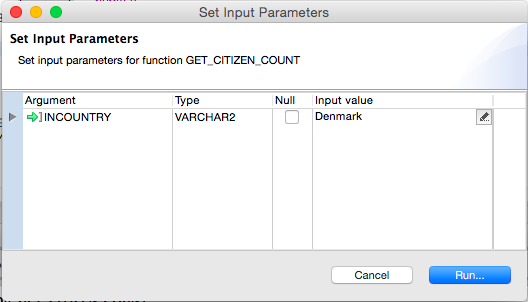 Set Input Parameters
Set Input Parameters
Set input parameters for function GET_CITIZEN_COUNT
Argument Type Null Input value
INCOUNTRY VARCHAR2 Denmark
Cancel Run...